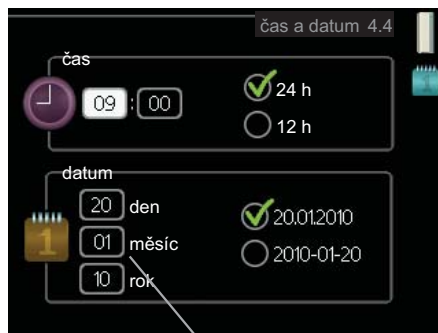 čas a datum 4.4
čas
09 : 00
24 h
12 h
datum
20 den
01 měsíc
10 rok
20.01.2010
2010-01-20
1